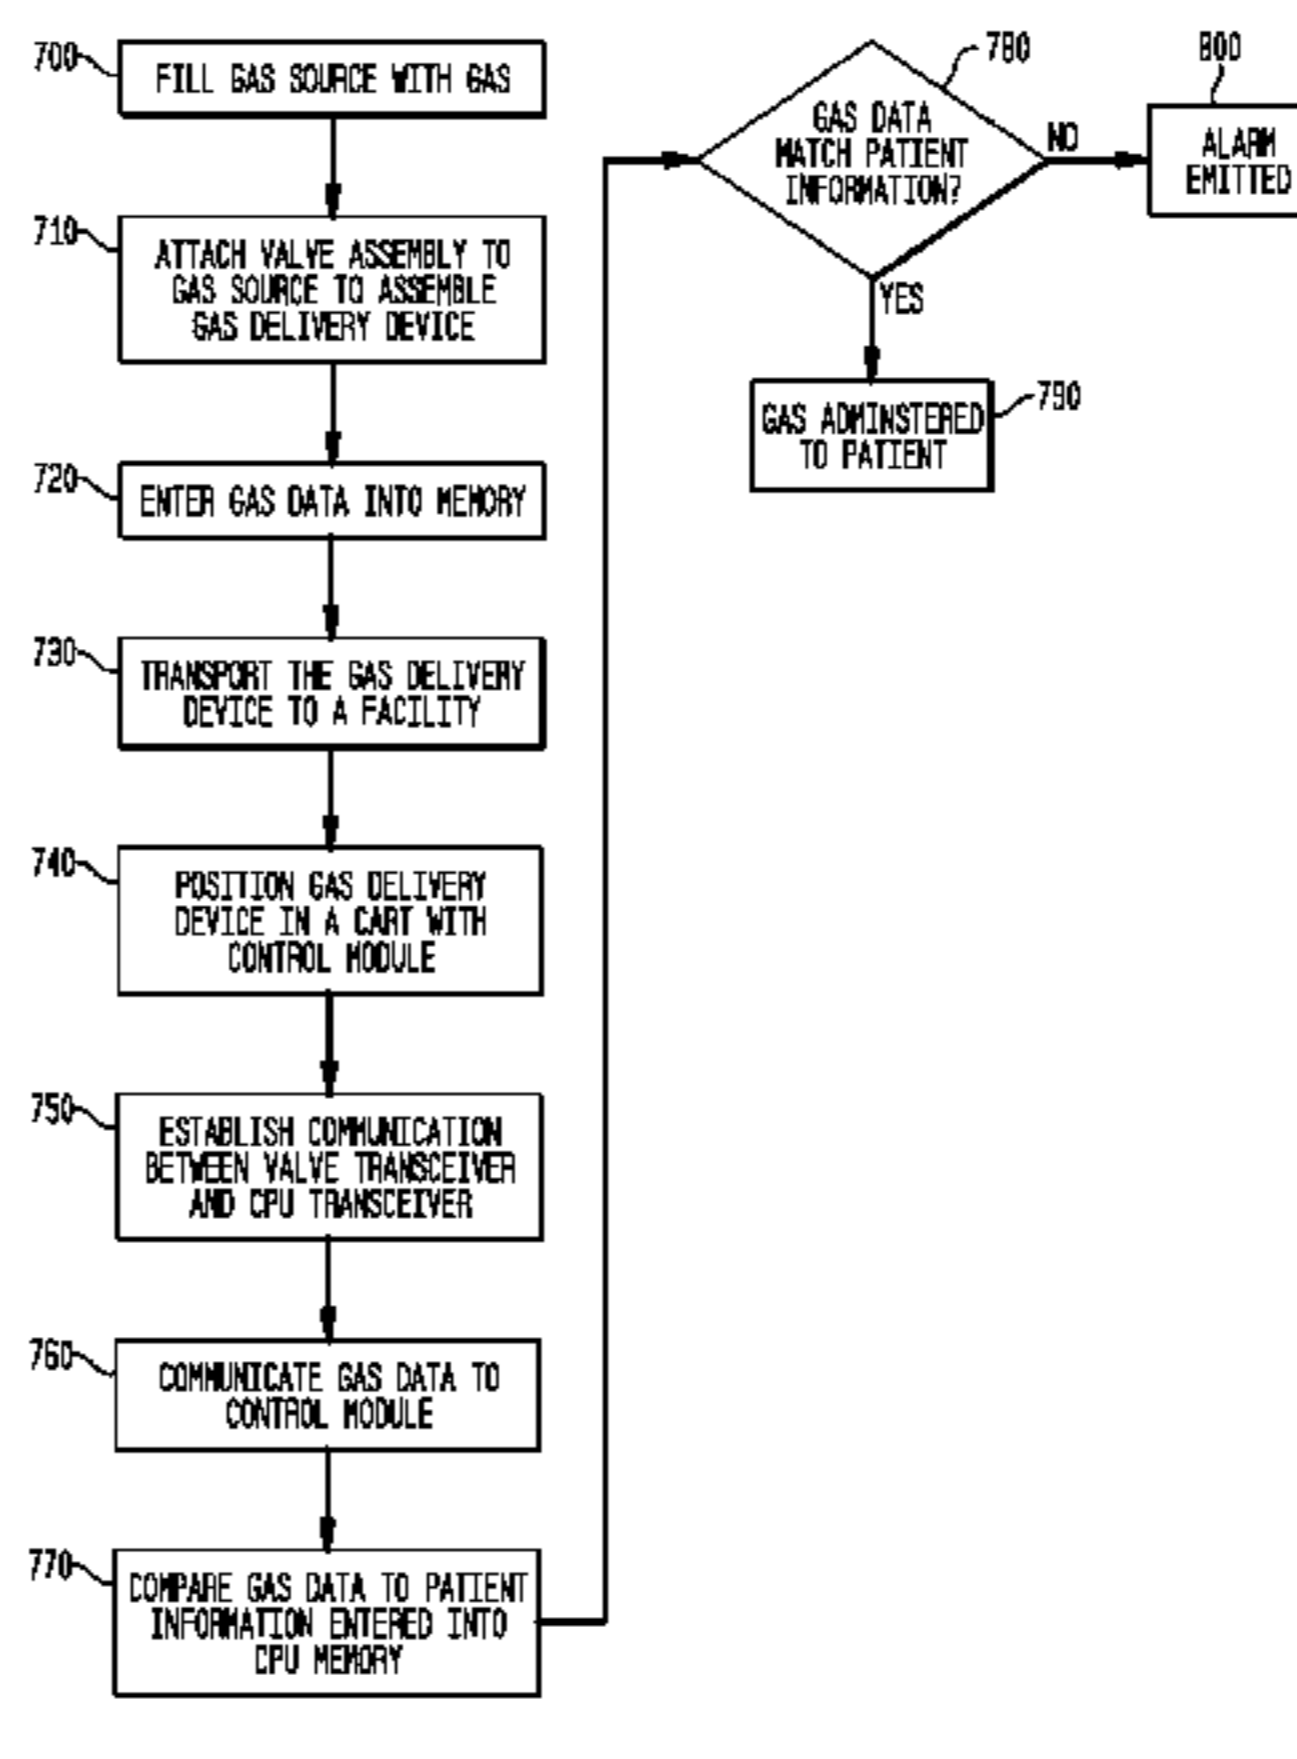 700
FILL GAS SOURCE WITH GAS
710
ATTACH VALVE ASSEMBLY TO
GAS SOURCE TO ASSEMBLE
GAS DELIVERY DEVICE
720
ENTER GAS DATA INTO MEMORY
730
TRANSPORT THE GAS DELIVERY
DEVICE TO A FACILITY
740
POSITION GAS DELIVERY
DEVICE IN A CART WITH
CONTROL MODULE
750
ESTABLISH COMMUNICATION
BETWEEN VALVE TRANSCEIVER
AND CPU TRANSCEIVER
760
COMMUNICATE GAS DATA TO
CONTROL MODULE
770
COMPARE GAS DATA TO PATIENT
INFORMATION ENTERED INTO
CPU MEMORY
780
GAS DATA
MATCH PATIENT
INFORMATION?
NO
800
ALARM
EMITTED
YES
790
GAS ADMINSTERED
TO PATIENT